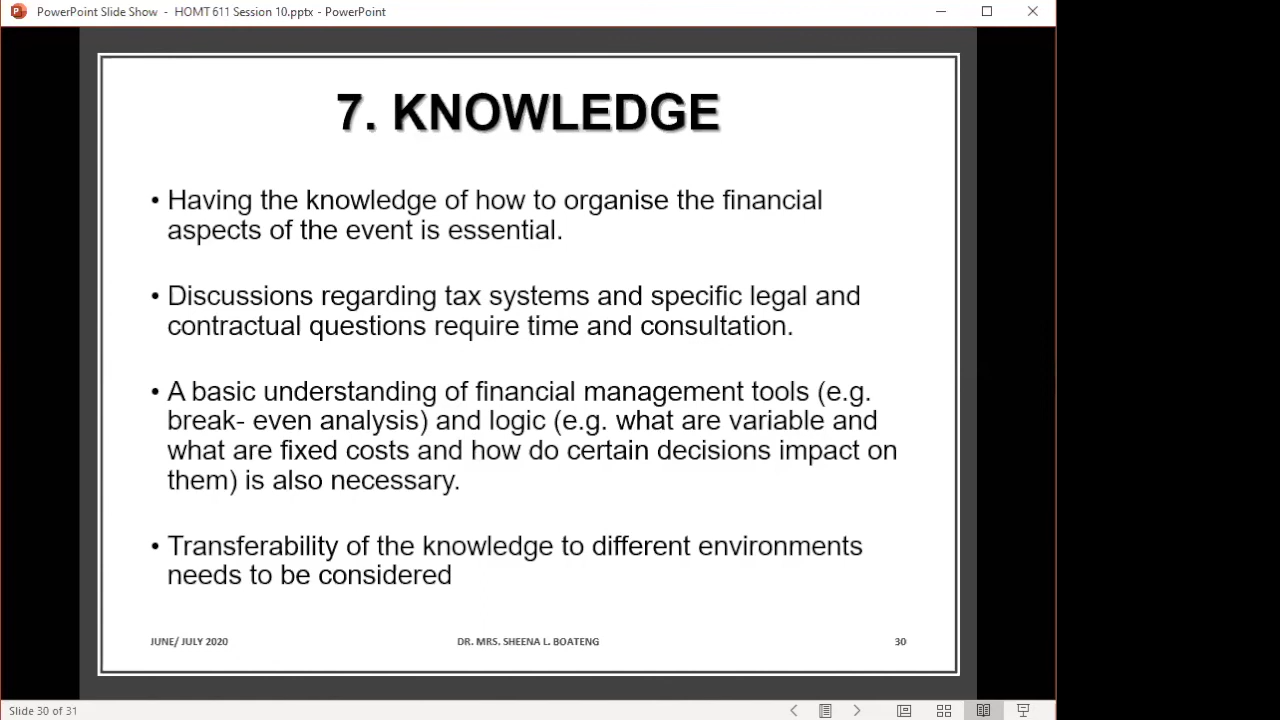 PowerPoint Slide Show - HOMT 611 Session 10.pptx - PowerPoint
7. KNOWLEDGE
• Having the knowledge of how to organise the financial
aspects of the event is essential.
• Discussions regarding tax systems and specific legal and
contractual questions require time and consultation.
• A basic understanding of financial management tools (e.g.
break- even analysis) and logic (e.g. what are variable and
what are fixed costs and how do certain decisions impact on
them) is also necessary.
• Transferability of the knowledge to different environments
needs to be considered
JUNE/ JULY 2020 DR. MRS. SHEENA L. BOATENG 30
Slide 30 of 31